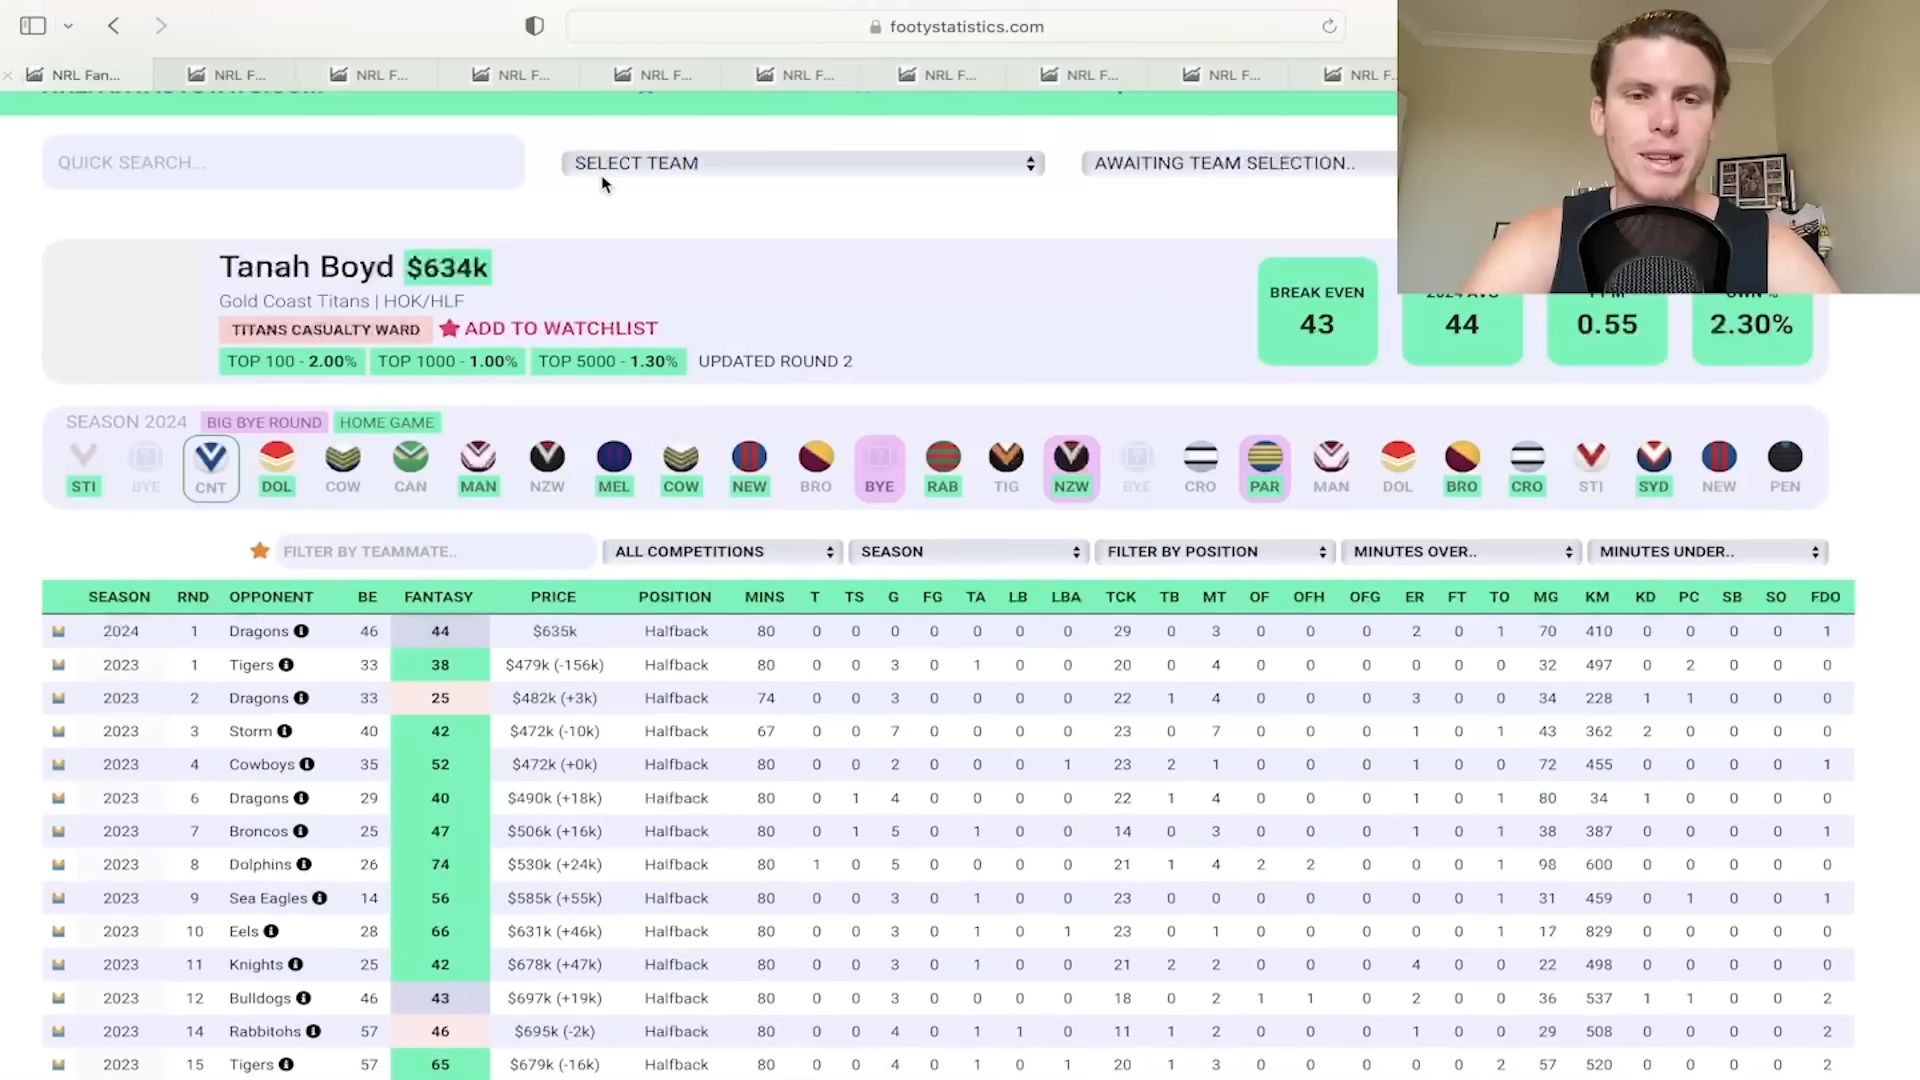 footystatistics.com
NRL Fan... NRL F... NRL F... NRL F... NRL F... NRL F... NRL F... NRL F... NRL F... NRL F..
QUICK SEARCH... SELECT TEAM AWAITING TEAM SELECTION..
Tanah Boyd $634k
Gold Coast Titans | HOK/HLF
TITANS CASUALTY WARD ADD TO WATCHLIST
TOP 100 - 2.00% TOP 1000 - 1.00% TOP 5000 - 1.30% UPDATED ROUND 2
BREAK EVEN
43 44 0.55 2.30%
SEASON 2024 BIG BYE ROUND HOME GAME
STI BYE CNT DOL COW CAN MAN NZW MEL COW NEW BRO BYE RAB TIG NZW BYE CRO PAR MAN DOL BRO CRO STI SYD NEW PEN
FILTER BY TEAMMATE.. ALL COMPETITIONS SEASON FILTER BY POSITION MINUTES OVER.. MINUTES UNDER..
SEASON RND OPPONENT BE FANTASY PRICE POSITION MINS T TS G FG TA LB LBA TCK TB MT OF OFH OFG ER FT TO MG KM KD PC SB SO FDO
2024 1 Dragons 46 44 $635k Halfback 80 0 0 0 0 0 0 0 29 0 3 0 0 0 2 0 1 70 410 0 0 0 0 1
2023 1 Tigers 33 38 $479k (-156k) Halfback 80 0 0 3 0 1 0 0 20 0 4 0 0 0 0 0 0 32 497 0 2 0 0 0
2023 2 Dragons 33 25 $482k (+3k) Halfback 74 0 0 3 0 0 0 0 22 1 4 0 0 0 3 0 0 34 228 1 1 0 0 0
2023 3 Storm 40 42 $472k (-10k) Halfback 67 0 0 7 0 0 0 0 23 0 7 0 0 0 1 0 1 43 362 2 0 0 0 0
2023 4 Cowboys 35 52 $472k (+0k) Halfback 80 0 0 2 0 0 0 1 23 2 1 0 0 0 1 0 0 72 455 0 0 0 0 1
2023 6 Dragons 29 40 $490k (+18k) Halfback 80 0 1 4 0 0 0 0 22 1 4 0 0 0 1 0 1 80 34 1 0 0 0 0
2023 7 Broncos 25 47 $506k (+16k) Halfback 80 0 1 5 0 1 0 0 14 0 3 0 0 0 1 0 1 38 387 0 0 0 0 1
2023 8 Dolphins 26 74 $530k (+24k) Halfback 80 1 0 5 0 0 0 0 21 1 4 2 2 0 0 0 1 98 600 0 0 0 0 0
2023 9 Sea Eagles 14 56 $585k (+55k) Halfback 80 0 0 3 0 1 0 0 23 0 0 0 0 0 0 0 1 31 459 0 1 0 0 1
2023 10 Eels 28 66 $631k (+46k) Halfback 80 0 0 3 0 1 0 1 23 0 1 0 0 0 0 0 1 17 829 0 0 0 0 0
2023 11 Knights 25 42 $678k (+47k) Halfback 80 0 0 3 0 1 0 0 21 2 2 0 0 0 4 0 0 22 498 0 0 0 0 0
2023 12 Bulldogs 46 43 $697k (+19k) Halfback 80 0 0 3 0 0 0 0 18 0 2 1 1 0 2 0 0 36 537 1 1 0 0 2
2023 14 Rabbitohs 57 46 $695k (-2k) Halfback 80 0 0 4 0 1 1 0 11 1 2 0 0 0 1 0 0 29 508 0 0 0 0 2
2023 15 Tigers 57 65 $679k (-16k) Halfback 80 0 0 4 0 1 0 1 20 1 3 0 0 0 0 0 2 57 520 0 0 0 0 2